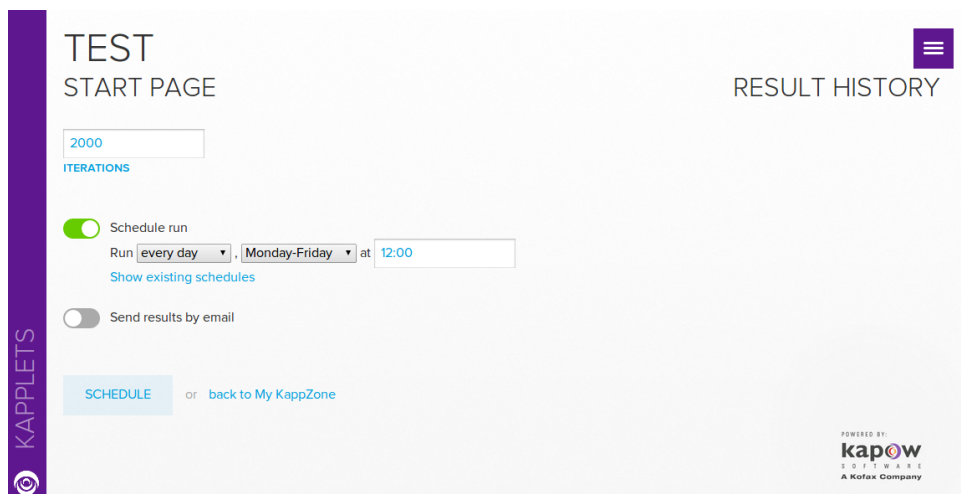 TEST
START PAGE
RESULT HISTORY
2000
ITERATIONS
Schedule run
Run every day , Monday-Friday at 12:00
Show existing schedules
Send results by email
SCHEDULE or back to My KappZone
KAPPLETS
POWERED BY:
kapow
SOFTWARE
A Kofax Company